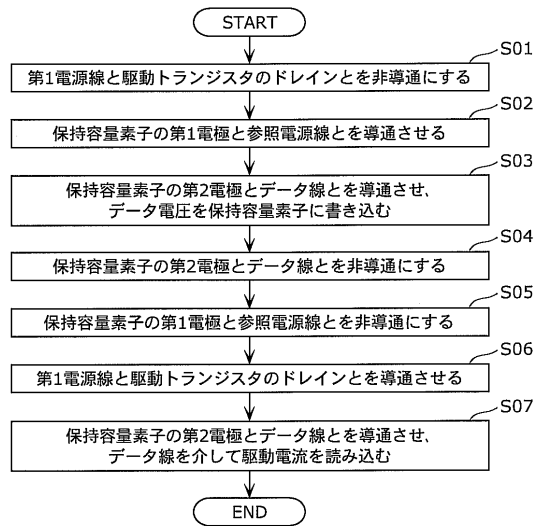 START
S01
第1電源線と駆動トランジスタのドレインとを非導通にする
S02
保持容量素子の第1電極と参照電源線とを導通させる
S03
保持容量素子の第2電極とデータ線とを導通させ、
データ電圧を保持容量素子に書き込む
S04
保持容量素子の第2電極とデータ線とを非導通にする
S05
保持容量素子の第1電極と参照電源線とを非導通にする
S06
第1電源線と駆動トランジスタのドレインとを導通させる
S07
保持容量素子の第2電極とデータ線とを導通させ、
データ線を介して駆動電流を読み込む
END